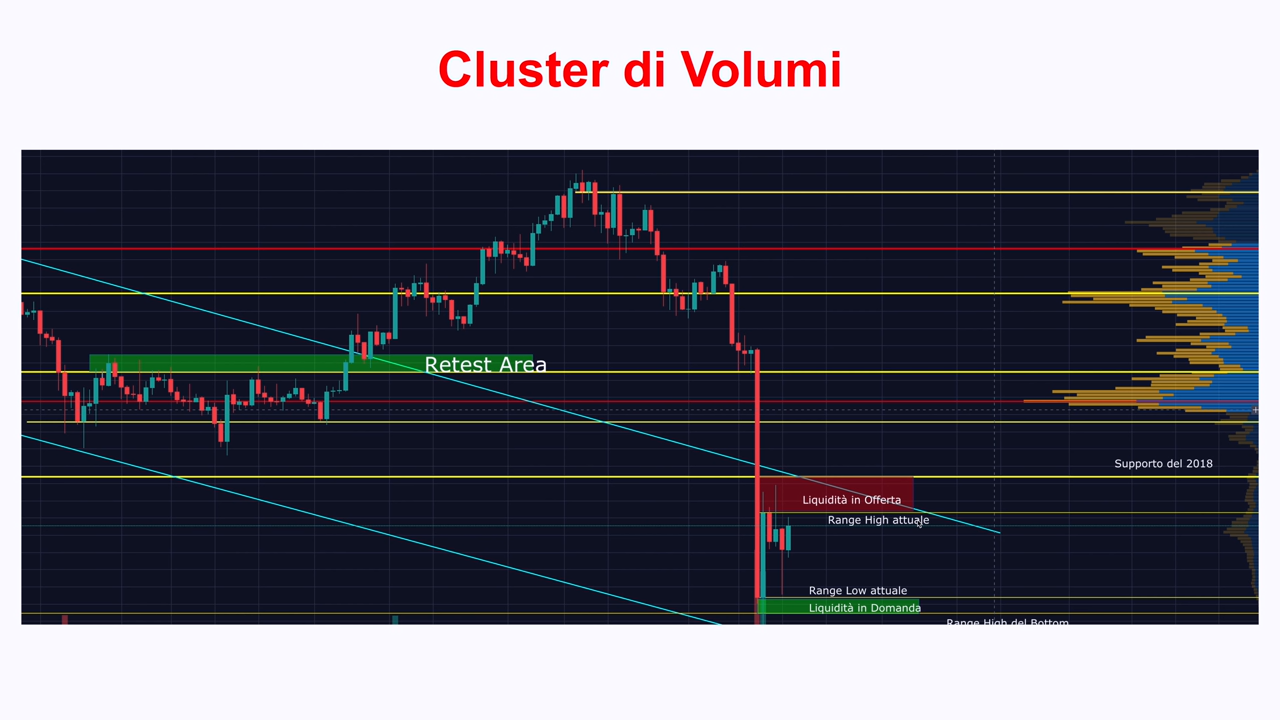 Cluster di Volumi
Retest Area
Supporto del 2018
Liquidità in Offerta
Range High attuale
Range Low attuale
Liquidità in Domanda
Range High del Bottom